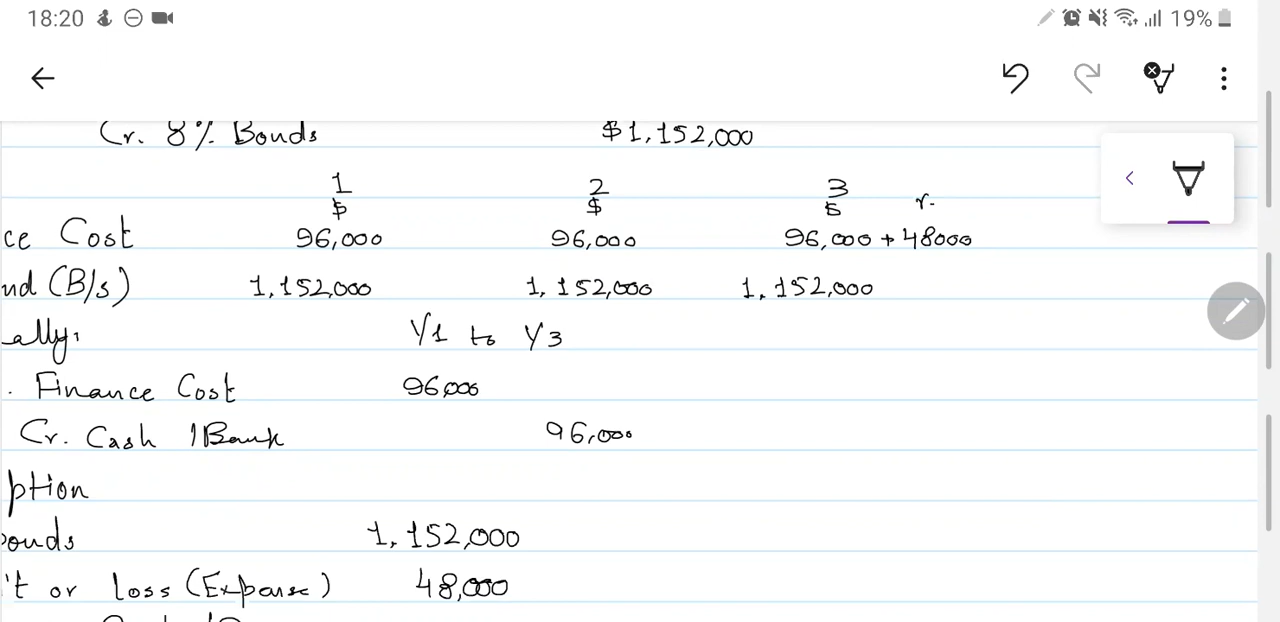 18:20 19%
Cr. 8% Bonds $1,152,000
1 2 3
$ $ $ r.
ce Cost 96,000 96,000 96,000 + 48000
nd (B/s) 1,152,000 1,152,000 1,152,000
ally, Y1 to Y3
. Finance Cost 96,000
Cr. Cash / Bank 96,000
ption
onds 1,152,000
't or loss (Expense) 48,000